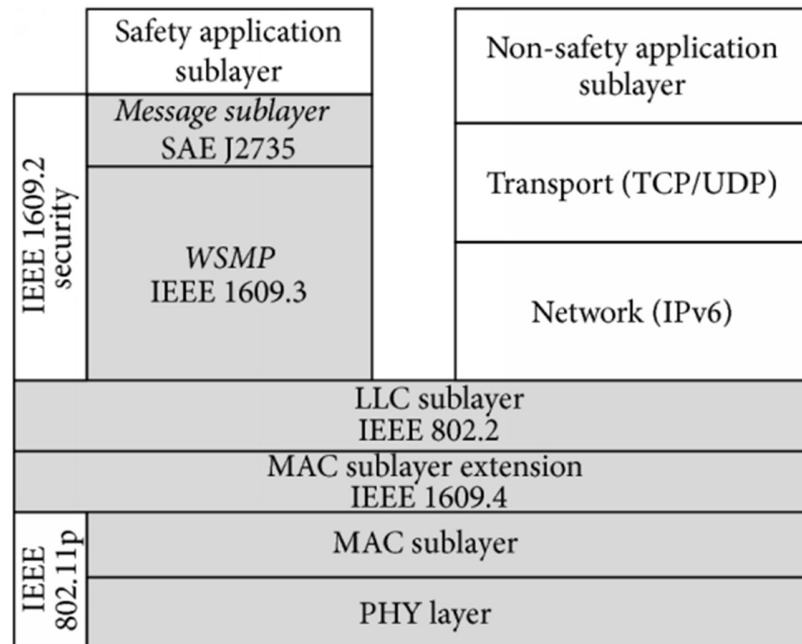 Safety application
sublayer
Message sublayer
SAE J2735
IEEE 1609.2
security
WSMP
IEEE 1609.3
Non-safety application
sublayer
Transport (TCP/UDP)
Network (IPv6)
LLC sublayer
IEEE 802.2
MAC sublayer extension
IEEE 1609.4
IEEE
802.11p
MAC sublayer
PHY layer